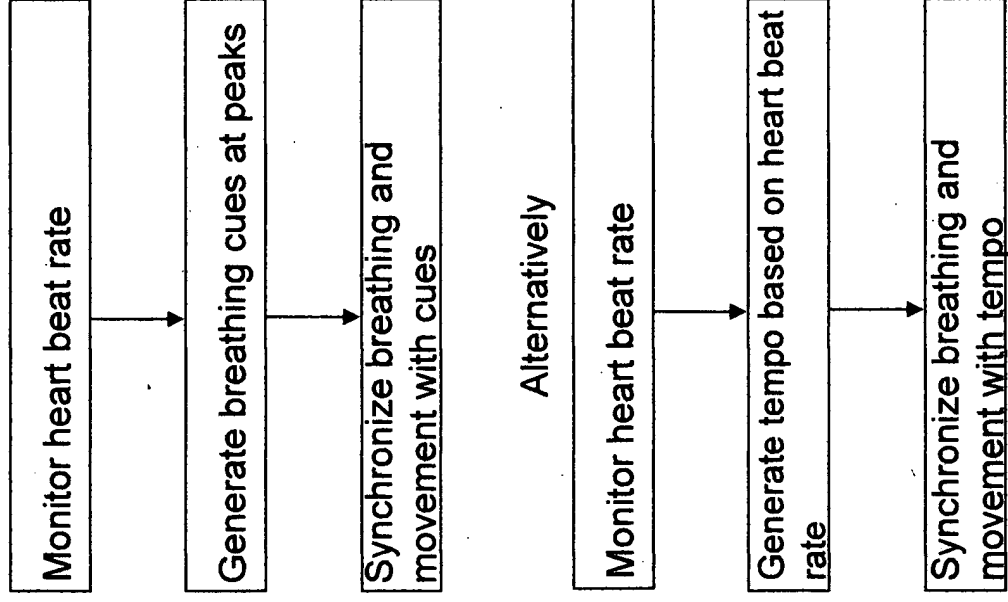 Monitor heart beat rate
Generate breathing cues at peaks
Synchronize breathing and
movement with cues
Alternatively
Monitor heart beat rate
Generate tempo based on heart beat
rate
Synchronize breathing and
movement with tempo